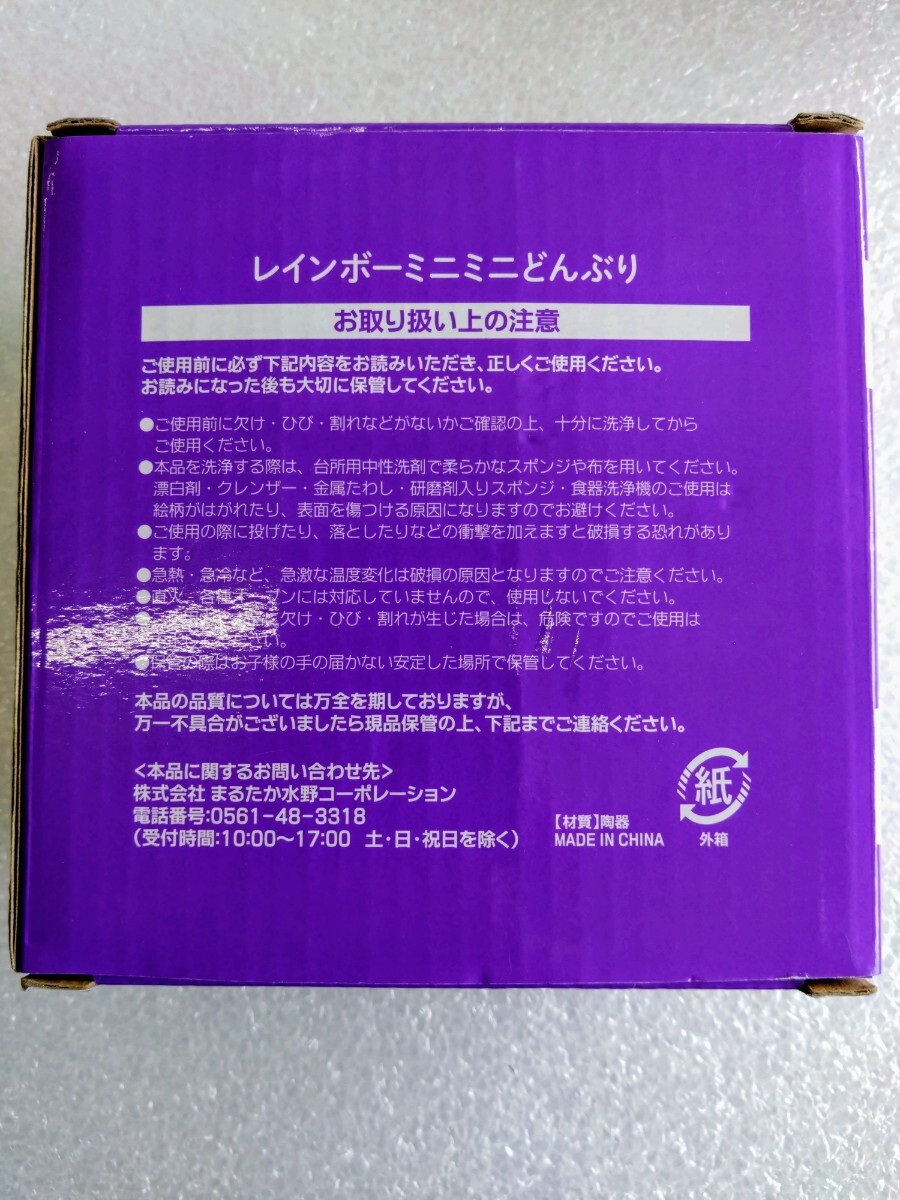 レインボーミニミニどんぶり
お取り扱い上の注意
ご使用前に必ず下記内容をお読みいただき、正しくご使用ください。
お読みになった後も大切に保管してください。
●ご使用前に欠け・ひび・割れなどがないかご確認の上、十分に洗浄してから
ご使用ください。
●本品を洗浄する際は、台所用中性洗剤で柔らかなスポンジや布を用いてください。
漂白剤・クレンザー・金属たわし・研磨剤入りスポンジ・食器洗浄機のご使用は
絵柄がはがれたり、表面を傷つける原因になりますのでお避けください。
●ご使用の際に投げたり、落としたりなどの衝撃を加えますと破損する恐れがあり
ます。
●急熱・急冷など、急激な温度変化は破損の原因となりますのでご注意ください。
●直火・各種オーブンには対応していませんので、使用しないでください。
に欠け・ひび・割れが生じた場合は、危険ですのでご使用は
い。
●保管の際はお子様の手の届かない安定した場所で保管してください。
本品の品質については万全を期しておりますが、
万一不具合がございましたら現品保管の上、下記までご連絡ください。
<本品に関するお問い合わせ先>
株式会社 まるたか水野コーポレーション
電話番号:0561-48-3318
(受付時間:10:00～17:00 土・日・祝日を除く)
【材質】陶器
MADE IN CHINA
紙
外箱